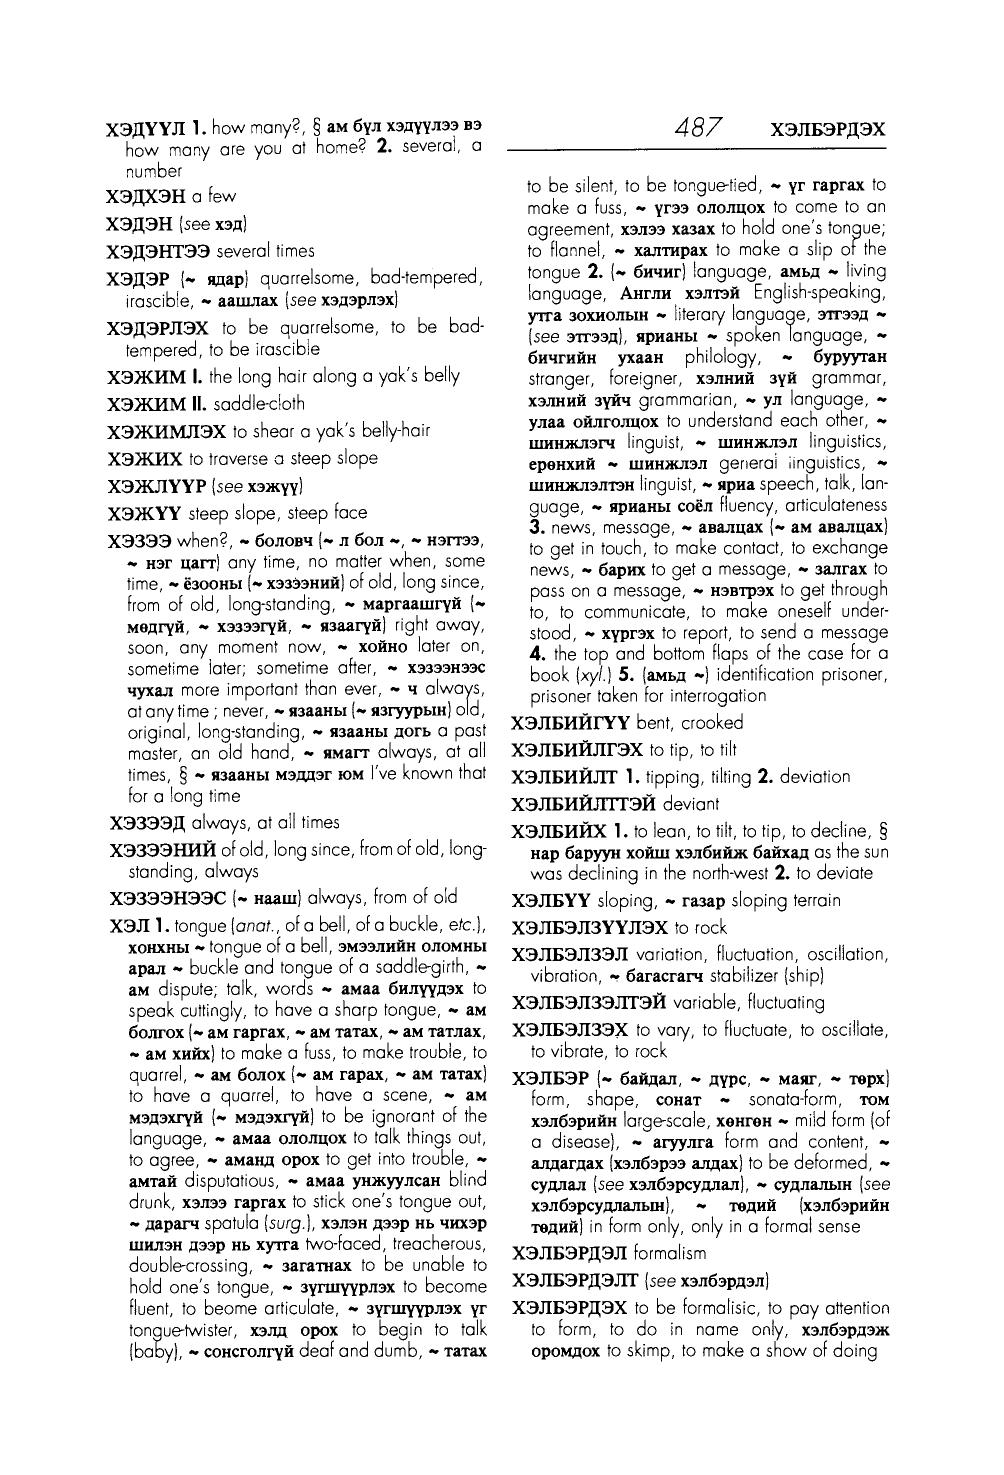 ХЭДҮҮЛ 1. how many?, § ам бүл хэдүүлээ вэ
how many are you at home? 2. several, a
number
ХЭДХЭН a few
ХЭДЭН (see хэд)
ХЭДЭНТЭЭ several times
ХЭДЭР (~ ядар) quarrelsome, bad-tempered,
irascible, ~ аашлах (see хэдэрлэх)
ХЭДЭРЛЭХ to be quarrelsome, to be bad-
tempered, to be irascible
ХЭЖИМ I. the long hair along a yak's belly
ХЭЖИМ II. saddle-cloth
ХЭЖИМЛЭХ to shear a yak's belly-hair
ХЭЖИХ to traverse a steep slope
ХЭЖЛҮҮР (see хэжүү)
ХЭЖҮҮ steep slope, steep face
ХЭЗЭЭ when?, ~ боловч (~ л бол ~, ~ нэгтээ,
~ нэг цагт) any time, no matter when, some
time, ~ ёзооны (~ хэзээний) of old, long since,
from of old, long-standing, ~ маргаашгүй (~
мөдгүй, ~ хэзээгүй, ~ язаагүй) right away,
soon, any moment now, ~ хойно later on,
sometime later; sometime after, ~ хэзээнээс
чухал more important than ever, ~ ч always,
at any time ; never, ~ язааны (~ язгуурын) old,
original, long-standing, ~ язааны догь a past
master, an old hand, ~ ямагт always, at all
times, § ~ язааны мэддэг юм I've known that
for a long time
ХЭЗЭЭД always, at all times
ХЭЗЭЭНИЙ of old, long since, from of old, long-
standing, always
ХЭЗЭЭНЭЭС (~ нааш) always, from of old
ХЭЛ 1. tongue (anat., of a bell, of a buckle, etc.),
хонхны ~ tongue of a bell, эмээлийн оломны
арал ~ buckle and tongue of a saddle-girth, ~
ам dispute; talk, words ~ амаа билүүдэх to
speak cuttingly, to have a sharp tongue, ~ ам
болгох (~ ам гаргах, ~ ам татах, ~ ам татлах,
~ ам хийх) to make a fuss, to make trouble, to
quarrel, ~ ам болох (~ ам гарах, ~ ам татах)
to have a quarrel, to have a scene, ~ ам
мэдэхгүй (~ мэдэхгүй) to be ignorant of the
language, ~ амаа ололцох to talk things out,
to agree, ~ аманд орох to get into trouble, ~
амтай disputatious, ~ амаа унжуулсан blind
drunk, хэлээ гаргах to stick one's tongue out,
~ дарагч spatula (surg.), хэлэн дээр нь чихэр
шилэн дээр нь хутга two-faced, treacherous,
double-crossing, ~ загатнах to be unable to
hold one's tongue, ~ зүгшүүрлэх to become
fluent, to beome articulate, ~ зүгшүүрлэх үг
tongue-twister, хэлд орох to begin to talk
(baby), ~ сонсголгүй deaf and dumb, ~ татах
487 ХЭЛБЭРДЭХ
to be silent, to be tongue-tied, ~ үг гаргах to
make a fuss, ~ үгээ ололцох to come to an
agreement, хэлээ хазах to hold one's tongue;
to flannel, ~ халтирах to make a slip of the
tongue 2. (~ бичиг) language, амьд ~ living
language, Англи хэлтэй English-speaking,
утга зохиолын ~ literary language, этгээд ~
(see этгээд), ярианы ~ spoken language, ~
бичгийн ухаан philology, ~ буруутан
stranger, foreigner, хэлний зүй grammar,
хэлний зүйч grammarian, ~ ул language, ~
улаа ойлголцох to understand each other, ~
шинжлэгч linguist, ~ шинжлэл linguistics,
ерөнхий ~ шинжлэл general linguistics, ~
шинжлэлтэн linguist, ~ яриа speech, talk, lan-
guage, ~ ярианы соёл fluency, articulateness
3. news, message, ~ авалцах (~ ам авалцах)
to get in touch, to make contact, to exchange
news, ~ барих to get a message, ~ залгах to
pass on a message, ~ нэвтрэх to get through
to, to communicate, to make oneself under-
stood, ~ хүргэх to report, to send a message
4. the top and bottom flaps of the case for a
book (xyl.) 5. (амьд ~) identification prisoner,
prisoner taken for interrogation
ХЭЛБИЙГҮҮ bent, crooked
ХЭЛБИЙЛГЭХ to tip, to tilt
ХЭЛБИЙЛТ 1. tipping, tilting 2. deviation
ХЭЛБИЙЛТТЭЙ deviant
ХЭЛБИЙХ 1. to lean, to tilt, to tip, to decline, §
нар баруун хойш хэлбийж байхад as the sun
was declining in the north-west 2. to deviate
ХЭЛБҮҮ sloping, ~ газар sloping terrain
ХЭЛБЭЛЗҮҮЛЭХ to rock
ХЭЛБЭЛЗЭЛ variation, fluctuation, oscillation,
vibration, ~ багасгагч stabilizer (ship)
ХЭЛБЭЛЗЭЛТЭЙ variable, fluctuating
ХЭЛБЭЛЗЭХ to vary, to fluctuate, to oscillate,
to vibrate, to rock
ХЭЛБЭР (~ байдал, ~ дүрс, ~ маяг, ~ төрх)
form, shape, сонат ~ sonata-form, том
хэлбэрийн large-scale, хөнгөн ~ mild form (of
a disease), ~ агуулга form and content, ~
алдагдах (хэлбэрээ алдах) to be deformed, ~
судлал (see хэлбэрсудлал), ~ судлалын (see
хэлбэрсудлалын), ~ төдий (хэлбэрийн
төдий) in form only, only in a formal sense
ХЭЛБЭРДЭЛ formalism
ХЭЛБЭРДЭЛТ (see хэлбэрдэл)
ХЭЛБЭРДЭХ to be formalisic, to pay attention
to form, to do in name only, хэлбэрдэж
оромдох to skimp, to make a show of doing